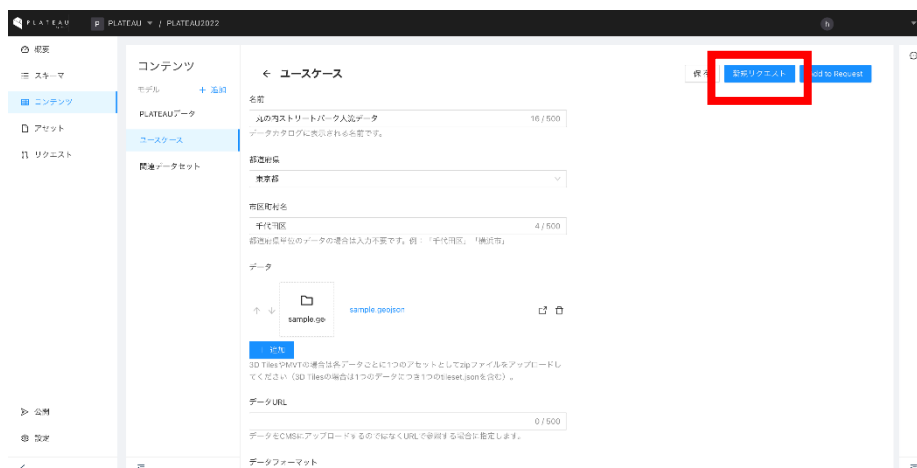 PLATEAU
P PLATEAU / PLATEAU2022
h
概要
スキーマ
コンテンツ
アセット
リクエスト
公開
設定
コンテンツ
モデル
+ 追加
PLATEAUデータ
ユースケース
関連データセット
← ユースケース
新規リクエスト
Add to Request
名前
丸の内ストリートパーク人流データ
16 / 500
データカタログに表示される名前です。
都道府県
東京都
市区町村名
千代田区
4 / 500
都道府県単位のデータの場合は入力不要です。例：「千代田区」「横浜市」
データ
sample.ge
sample.geojson
+ 追加
3D TilesやMVTの場合は各データごとに1つのアセットとしてzipファイルをアップロードし
てください（3D Tilesの場合は1つのデータにつき1つのtileset.jsonを含む）。
データURL
0 / 500
データをCMSにアップロードするのではなくURLで参照する場合に指定します。
データフォーマット